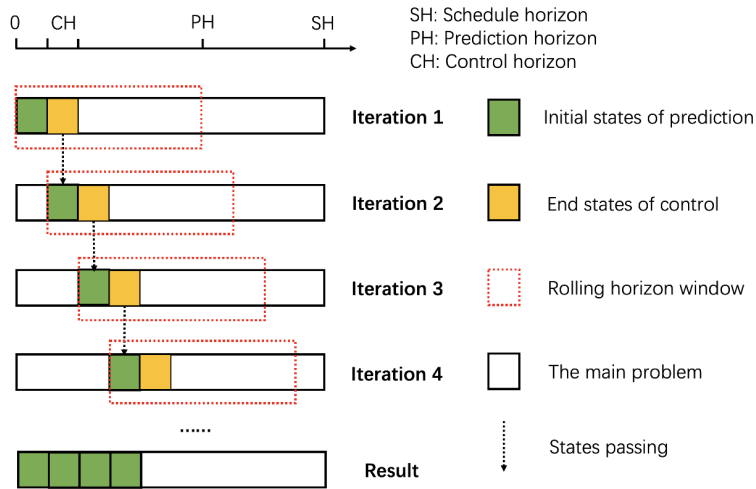 0 CH PH SH
SH: Schedule horizon
PH: Prediction horizon
CH: Control horizon
Iteration 1
Initial states of prediction
Iteration 2
End states of control
Iteration 3
Rolling horizon window
Iteration 4
The main problem
......
States passing
Result